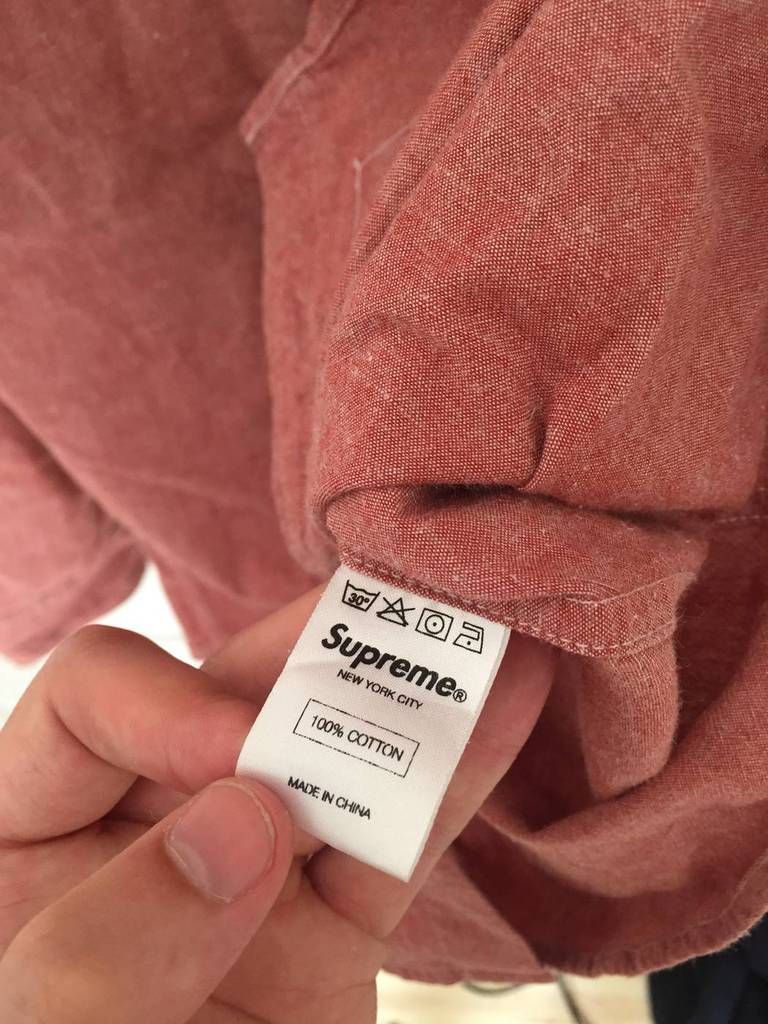 30°
Supreme®
NEW YORK CITY
100% COTTON
MADE IN CHINA